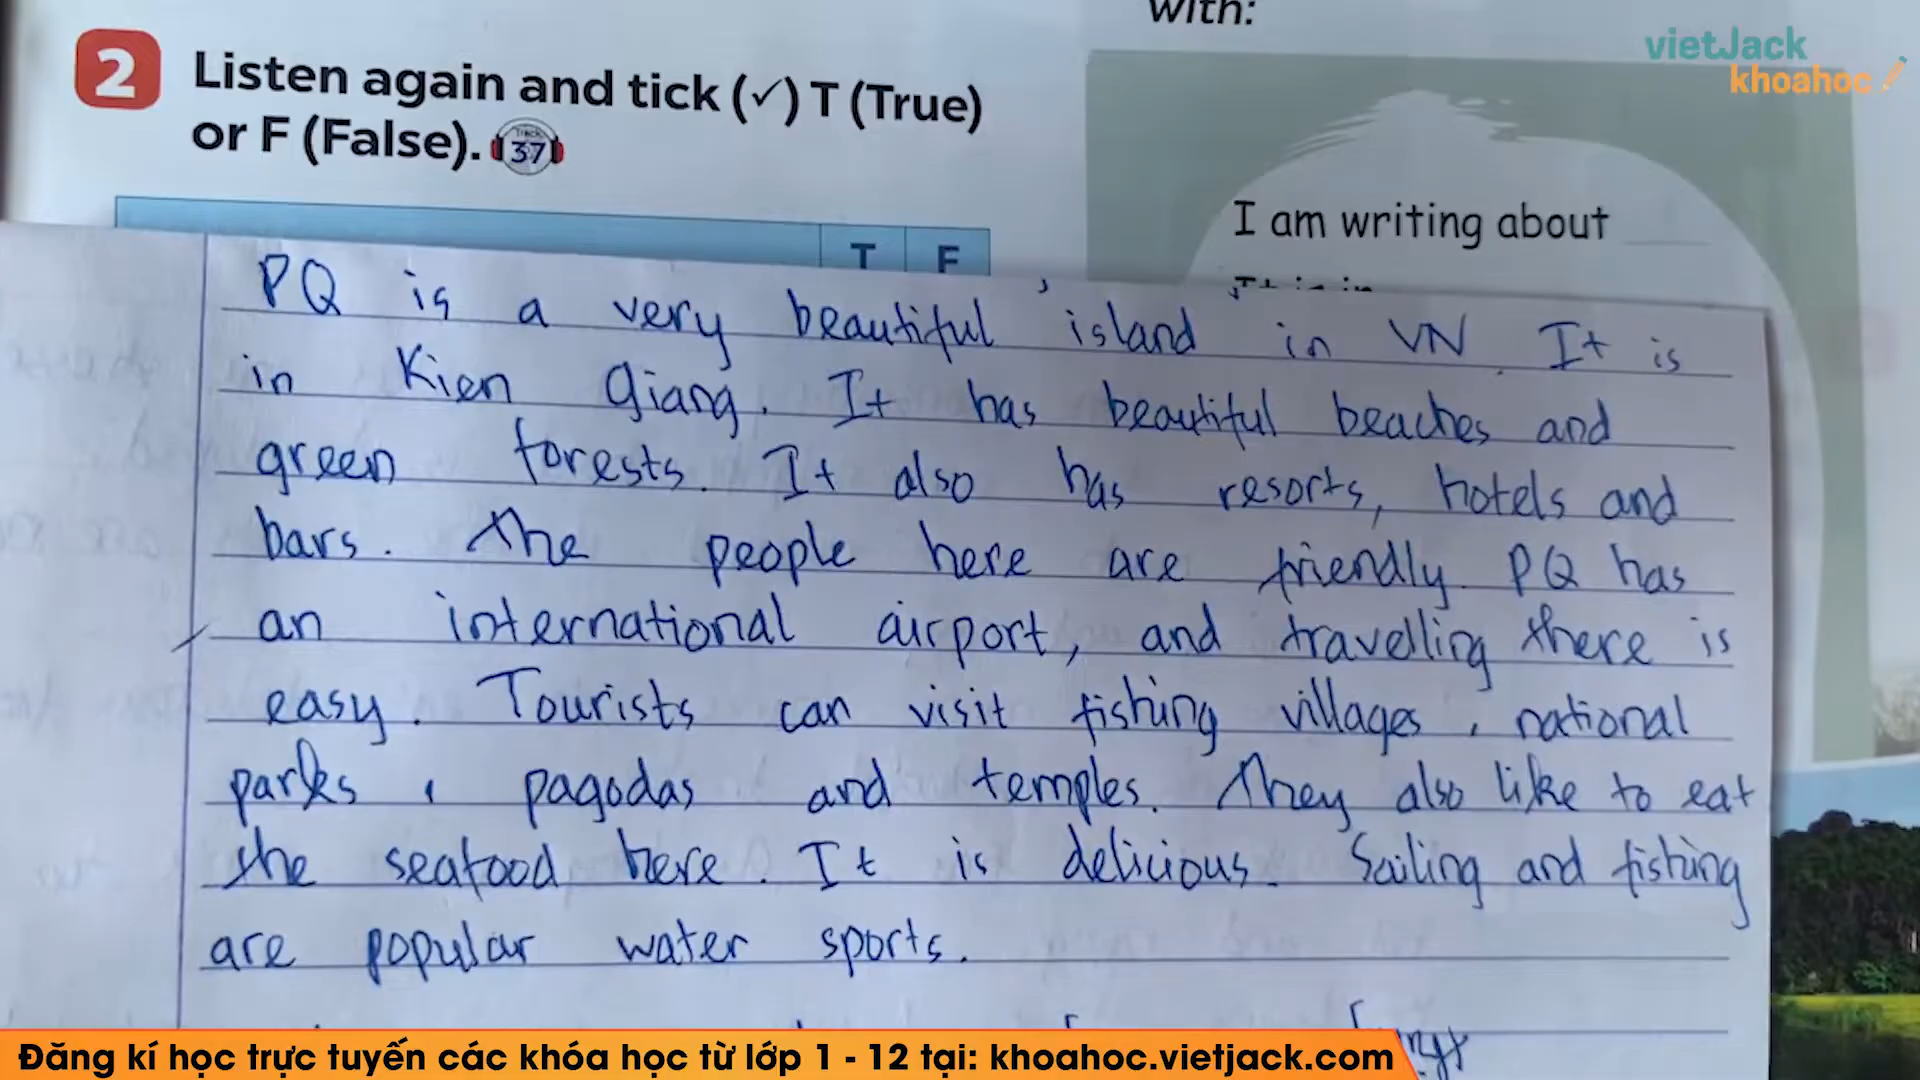 with:
vietJack
khoahoc
2 Listen again and tick (✓) T (True)
or F (False). Track 37
T F
I am writing about
It is in
PQ is a very beautiful island in VN. It is
in Kien Giang. It has beautiful beaches and
green forests. It also has resorts, hotels and
bars. The people here are friendly. PQ has
an international airport, and travelling there is
easy. Tourists can visit fishing villages, national
parks, pagodas and temples. They also like to eat
the seafood here. It is delicious. Sailing and fishing
are popular water sports.
Đăng kí học trực tuyến các khóa học từ lớp 1 - 12 tại: khoahoc.vietjack.com